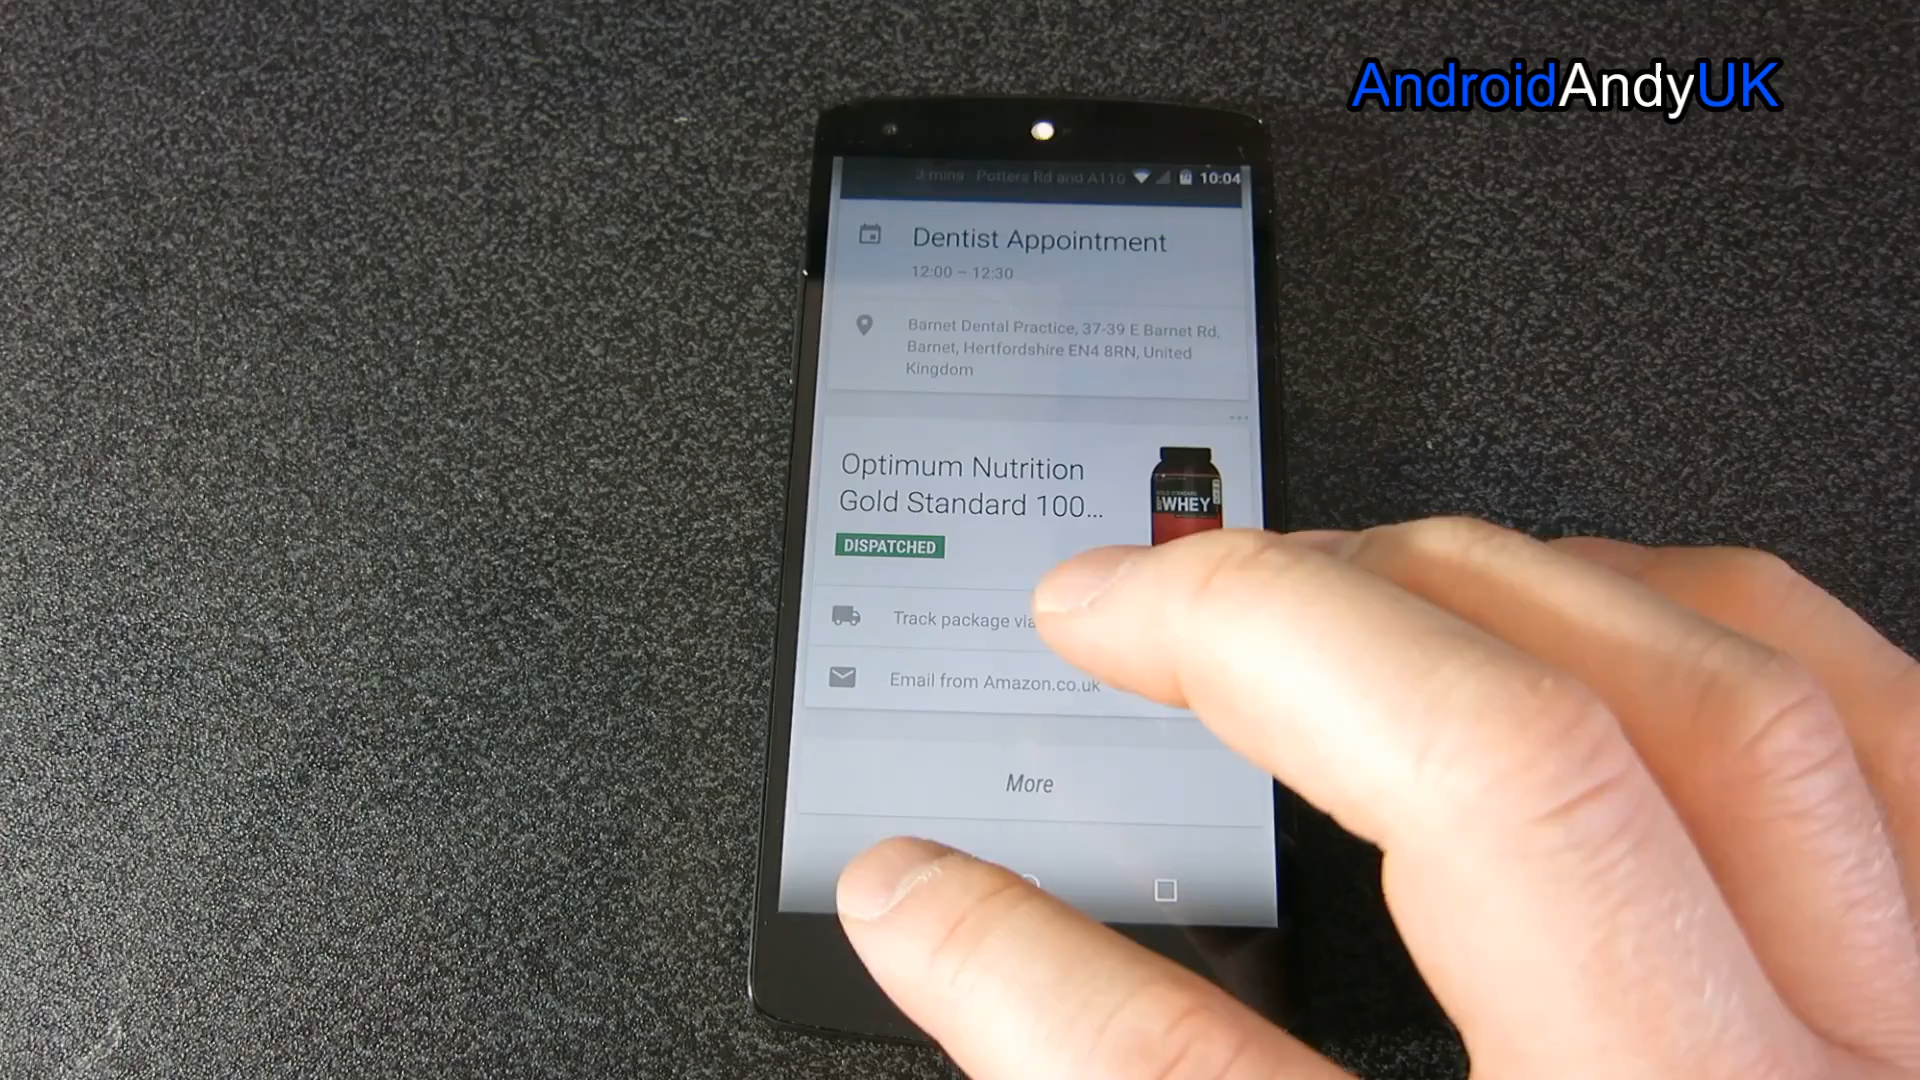 AndroidAndyUK
3 mins Potters Rd and A110 10:04
Dentist Appointment
12:00 – 12:30
Barnet Dental Practice, 37-39 E Barnet Rd,
Barnet, Hertfordshire EN4 8RN, United
Kingdom
Optimum Nutrition
Gold Standard 100...
WHEY
DISPATCHED
Track package via
Email from Amazon.co.uk
More